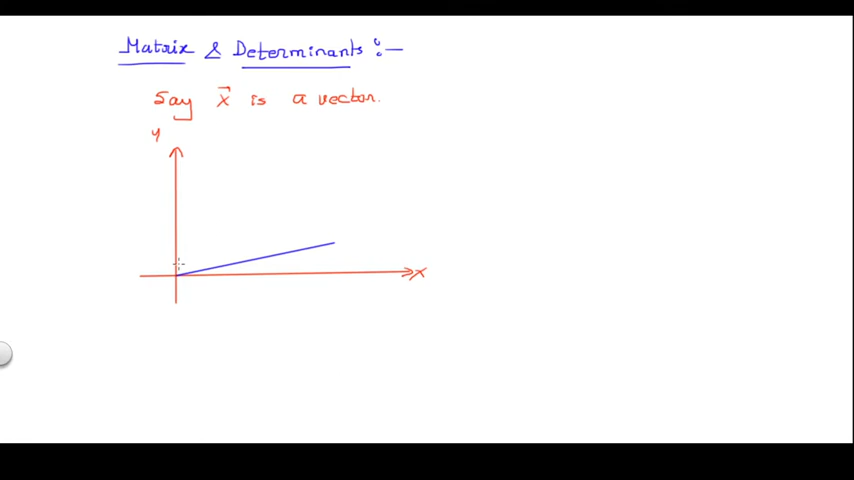 Matrix & Determinants :-
Say x⃗ is a vector.
y
x